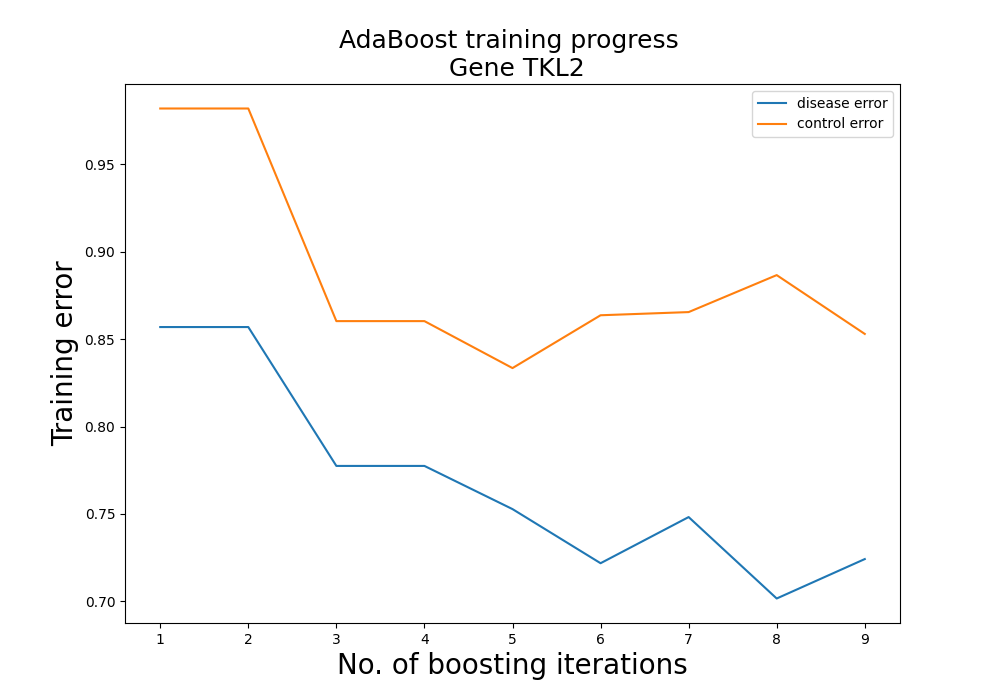 AdaBoost training progress
Gene TKL2
disease error
control error
Training error
0.95
0.90
0.85
0.80
0.75
0.70
1 2 3 4 5 6 7 8 9
No. of boosting iterations